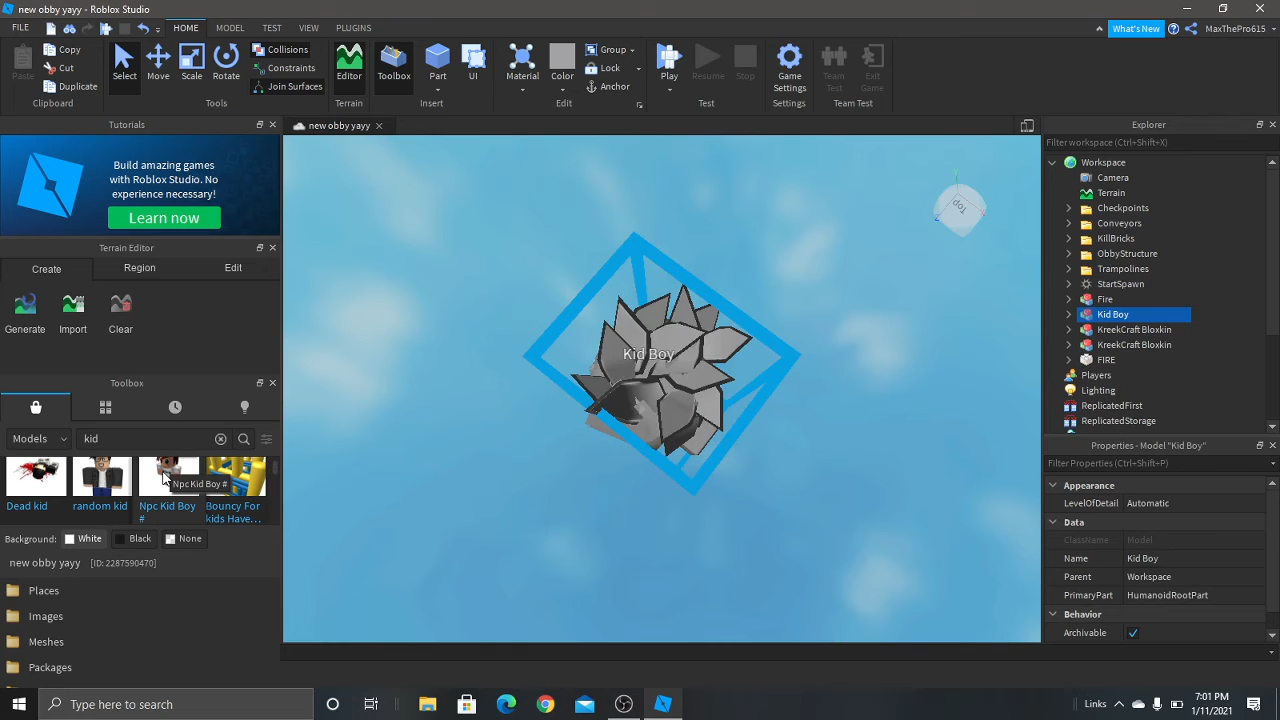 new obby yayy - Roblox Studio
FILE
HOME
MODEL
TEST
VIEW
PLUGINS
What's New
MaxThePro615
Paste
Copy
Cut
Duplicate
Clipboard
Select
Move
Scale
Rotate
Collisions
Constraints
Join Surfaces
Tools
Editor
Terrain
Toolbox
Part
UI
Insert
Material
Color
Group
Lock
Anchor
Edit
Play
Resume
Stop
Test
Game
Settings
Settings
Team
Test
Exit
Game
Team Test
Tutorials
Build amazing games
with Roblox Studio. No
experience necessary!
Learn now
Terrain Editor
Create
Region
Edit
Generate
Import
Clear
Toolbox
Models
kid
Npc Kid Boy #
Dead kid
random kid
Npc Kid Boy
#
Bouncy For
kids Have...
Background:
White
Black
None
new obby yayy
[ID: 2287590470]
Places
Images
Meshes
Packages
new obby yayy
Top
Y
Kid Boy
Explorer
Filter workspace (Ctrl+Shift+X)
Workspace
Camera
Terrain
Checkpoints
Conveyors
KillBricks
ObbyStructure
Trampolines
StartSpawn
Fire
Kid Boy
KreekCraft Bloxkin
KreekCraft Bloxkin
FIRE
Players
Lighting
ReplicatedFirst
ReplicatedStorage
Properties - Model "Kid Boy"
Filter Properties (Ctrl+Shift+P)
Appearance
LevelOfDetail
Automatic
Data
ClassName
Model
Name
Kid Boy
Parent
Workspace
PrimaryPart
HumanoidRootPart
Behavior
Archivable
Type here to search
Links
7:01 PM
1/11/2021